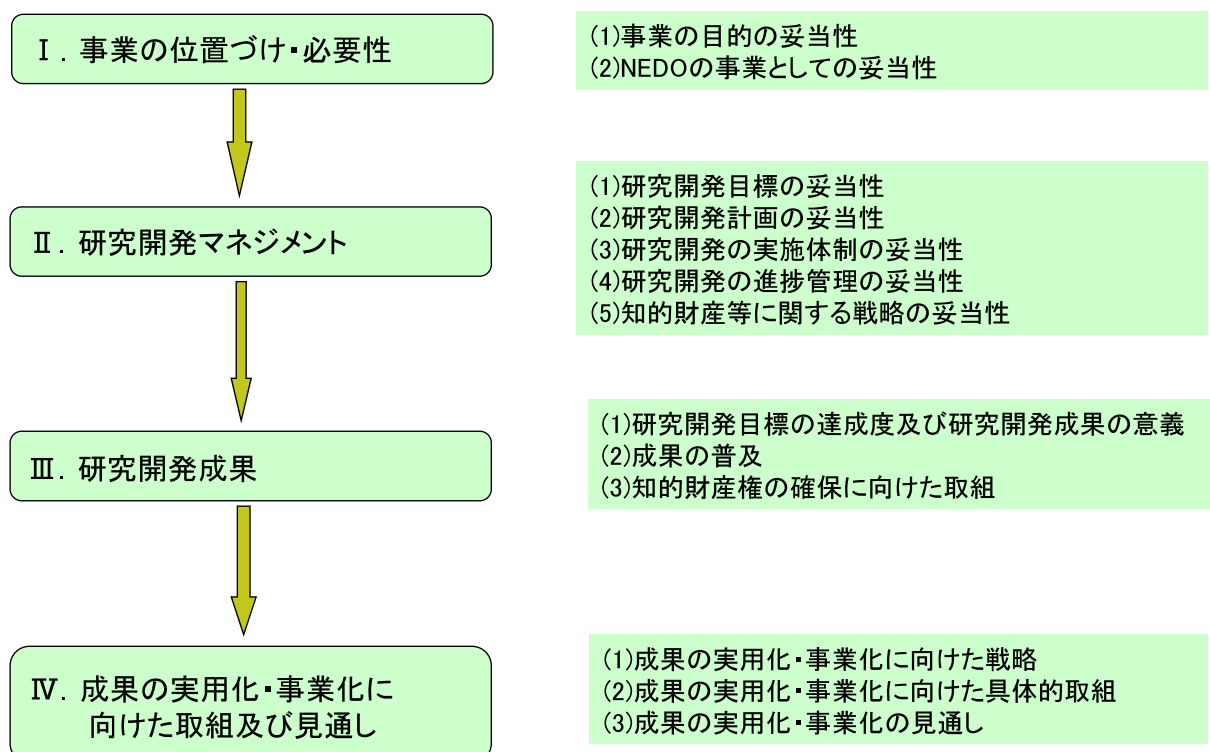 Ⅰ. 事業の位置づけ・必要性
(1)事業の目的の妥当性
(2)NEDOの事業としての妥当性
Ⅱ. 研究開発マネジメント
(1)研究開発目標の妥当性
(2)研究開発計画の妥当性
(3)研究開発の実施体制の妥当性
(4)研究開発の進捗管理の妥当性
(5)知的財産等に関する戦略の妥当性
Ⅲ. 研究開発成果
(1)研究開発目標の達成度及び研究開発成果の意義
(2)成果の普及
(3)知的財産権の確保に向けた取組
Ⅳ. 成果の実用化・事業化に
向けた取組及び見通し
(1)成果の実用化・事業化に向けた戦略
(2)成果の実用化・事業化に向けた具体的取組
(3)成果の実用化・事業化の見通し